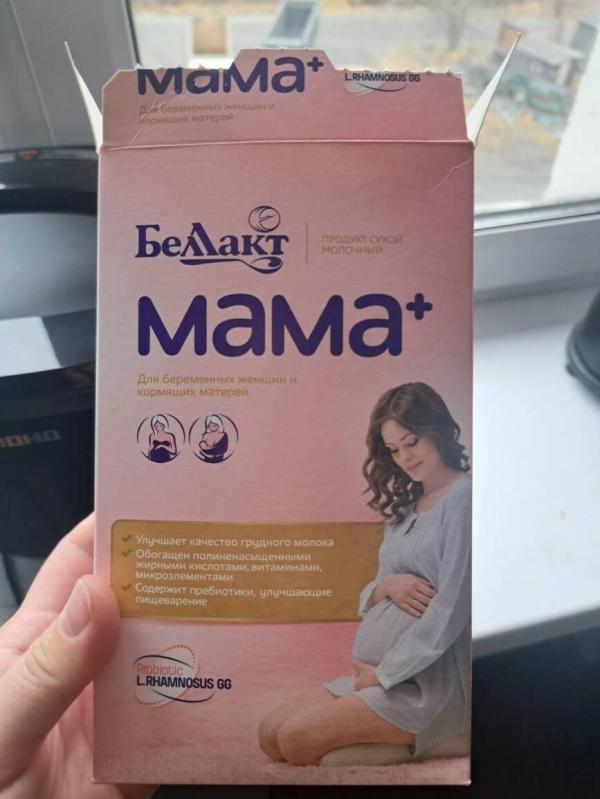 мама+
L.RHAMNOSUS GG
Для беременных женщин и
кормящих матерей
Беллакт
ПРОДУКТ СУХОЙ
МОЛОЧНЫЙ
мама+
Для беременных женщин и
кормящих матерей
Улучшает качество грудного молока
Обогащен полиненасыщенными
жирными кислотами, витаминами,
микроэлементами
Содержит пребиотики, улучшающие
пищеварение
Probiotic
L.RHAMNOSUS GG